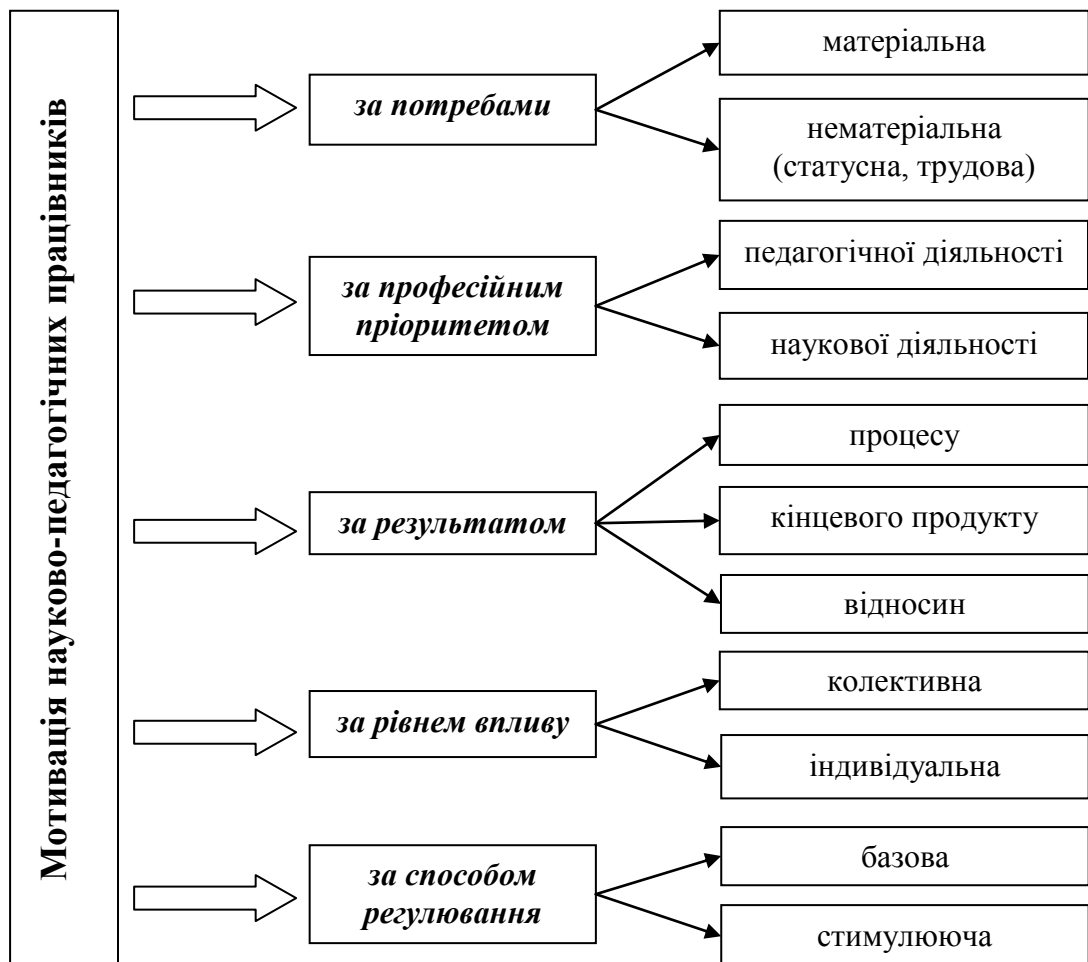 Мотивація науково-педагогічних працівників
за потребами
матеріальна
нематеріальна
(статусна, трудова)
за професійним
пріоритетом
педагогічної діяльності
наукової діяльності
за результатом
процесу
кінцевого продукту
відносин
за рівнем впливу
колективна
індивідуальна
за способом
регулювання
базова
стимулююча